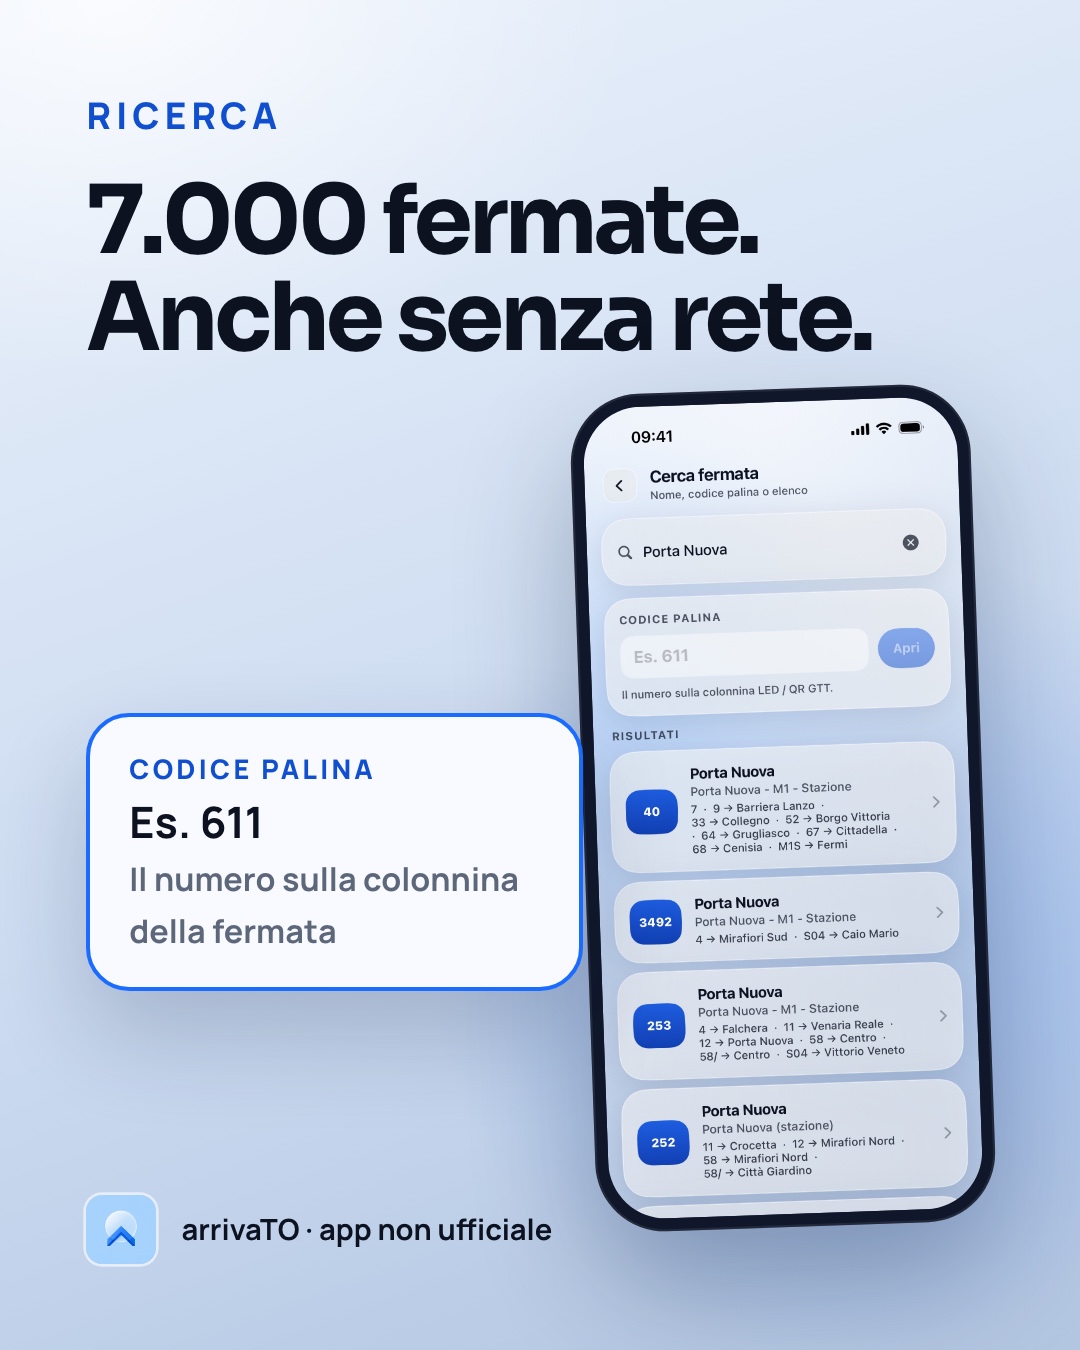 RICERCA
7.000 fermate.
Anche senza rete.
09:41
Cerca fermata
Nome, codice palina o elenco
Porta Nuova
CODICE PALINA
Es. 611
Apri
Il numero sulla colonnina LED / QR GTT.
RISULTATI
40
Porta Nuova
Porta Nuova - M1 - Stazione
7 · 9 → Barriera Lanzo ·
33 → Collegno · 52 → Borgo Vittoria
· 64 → Grugliasco · 67 → Cittadella ·
68 → Cenisia · M1S → Fermi
3492
Porta Nuova
Porta Nuova - M1 - Stazione
4 → Mirafiori Sud · S04 → Caio Mario
253
Porta Nuova
Porta Nuova - M1 - Stazione
4 → Falchera · 11 → Venaria Reale ·
12 → Porta Nuova · 58 → Centro ·
58/ → Centro · S04 → Vittorio Veneto
252
Porta Nuova
Porta Nuova (stazione)
11 → Crocetta · 12 → Mirafiori Nord ·
58 → Mirafiori Nord ·
58/ → Città Giardino
CODICE PALINA
Es. 611
Il numero sulla colonnina
della fermata
arrivaTO · app non ufficiale